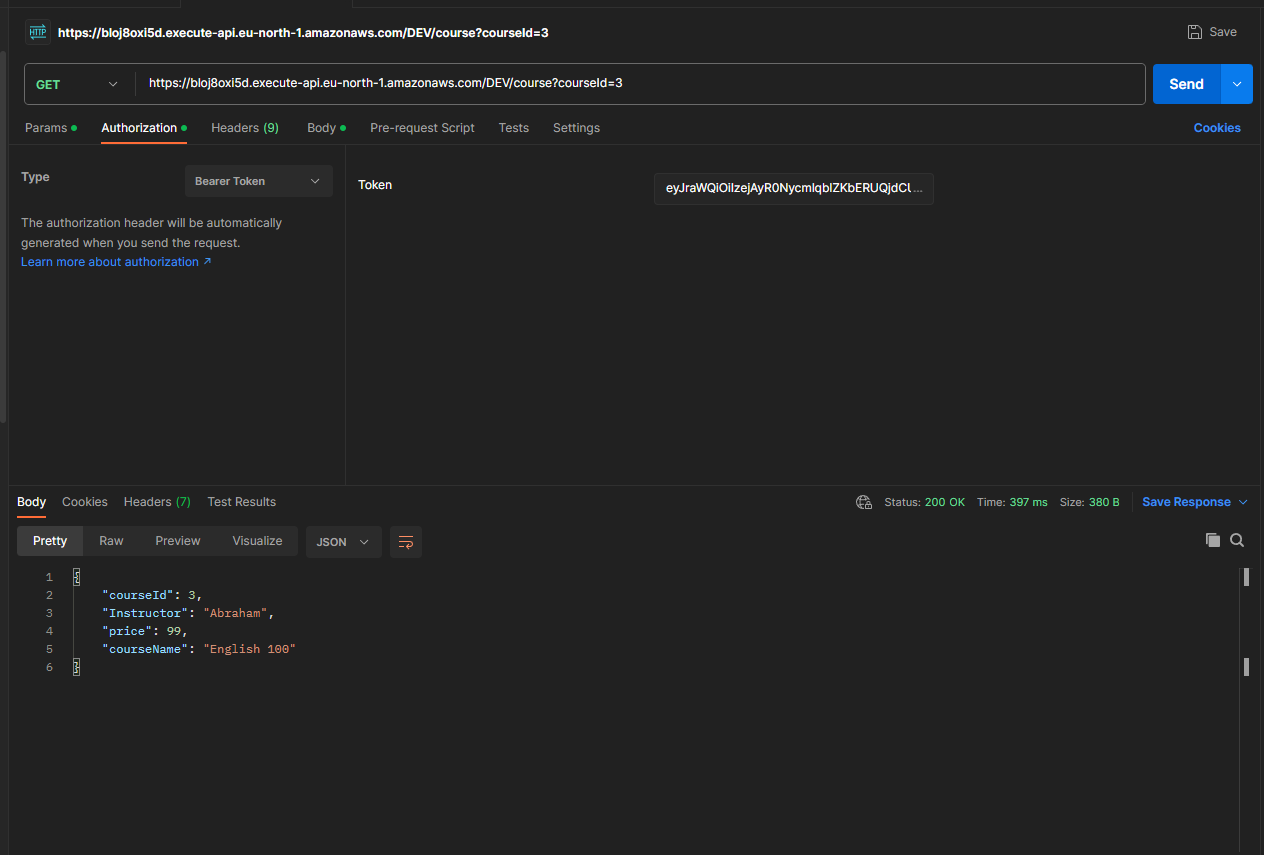 HTTP https://bloj8oxi5d.execute-api.eu-north-1.amazonaws.com/DEV/course?courseId=3 Save
GET https://bloj8oxi5d.execute-api.eu-north-1.amazonaws.com/DEV/course?courseId=3 Send
Params Authorization Headers (9) Body Pre-request Script Tests Settings Cookies
Type Bearer Token
The authorization header will be automatically
generated when you send the request.
Learn more about authorization ↗
Token eyJraWQiOiIzejAyR0NycmlqblZKbERUQjdCU...
Body Cookies Headers (7) Test Results Status: 200 OK Time: 397 ms Size: 380 B Save Response
Pretty Raw Preview Visualize JSON
1 {
2 "courseId": 3,
3 "Instructor": "Abraham",
4 "price": 99,
5 "courseName": "English 100"
6 }